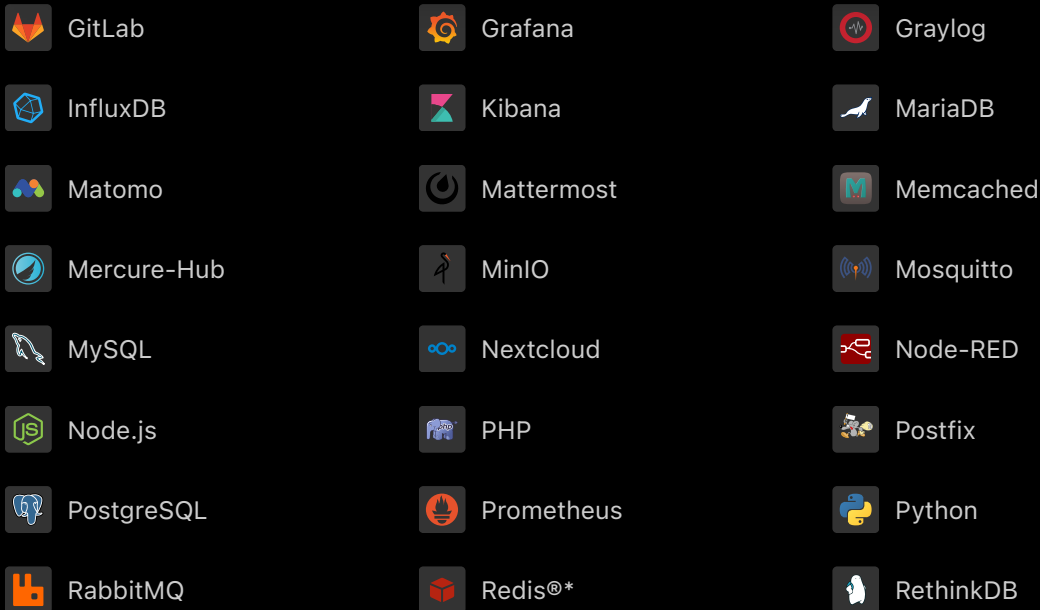 GitLab Grafana Graylog
InfluxDB Kibana MariaDB
Matomo Mattermost Memcached
Mercure-Hub MinIO Mosquitto
MySQL Nextcloud Node-RED
Node.js PHP Postfix
PostgreSQL Prometheus Python
RabbitMQ Redis®* RethinkDB